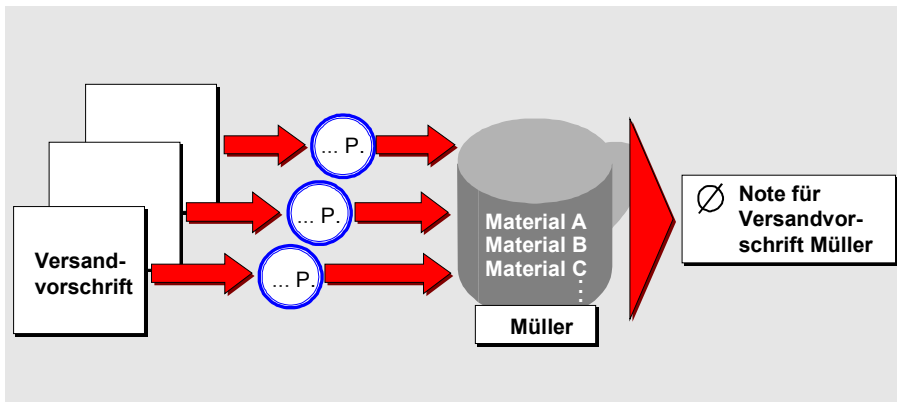 Versand-
vorschrift
... P.
... P.
... P.
Material A
Material B
Material C
Müller
Ø Note für
Versandvor-
schrift Müller